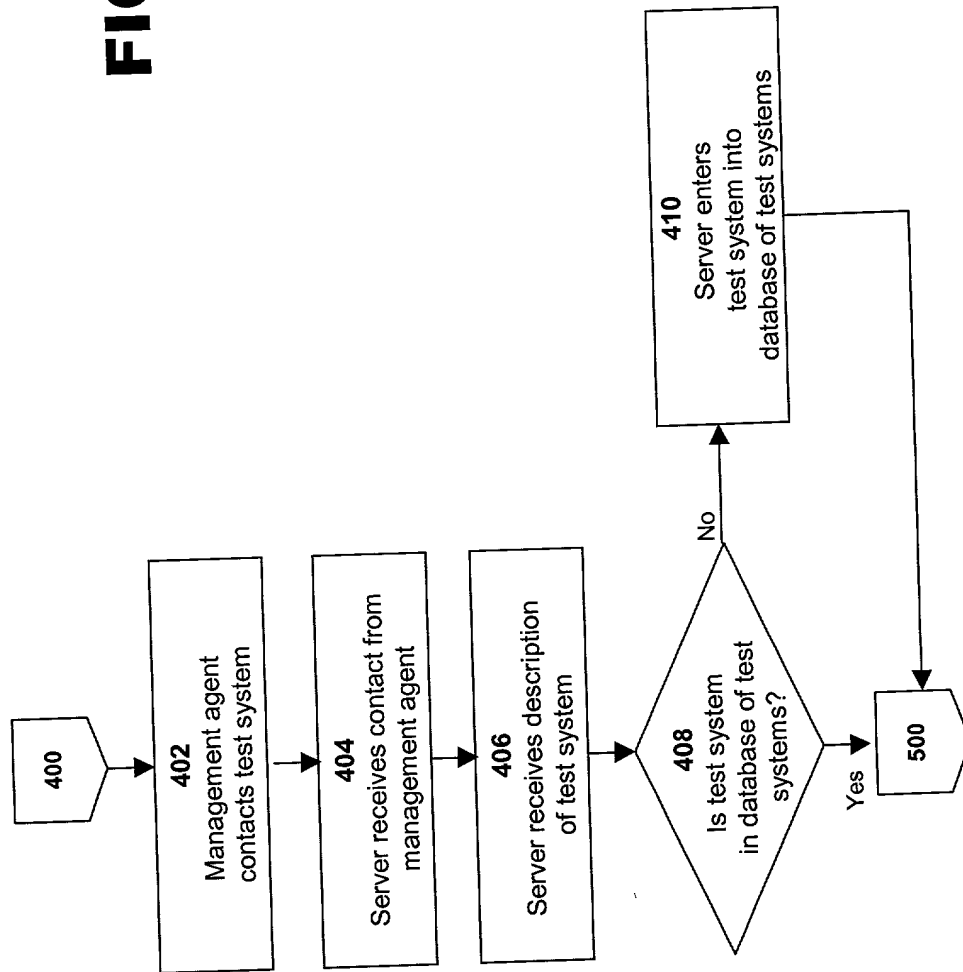 FIG
400
402
Management agent
contacts test system
404
Server receives contact from
management agent
406
Server receives description
of test system
408
Is test system
in database of test
systems?
No
410
Server enters
test system into
database of test systems
Yes
500